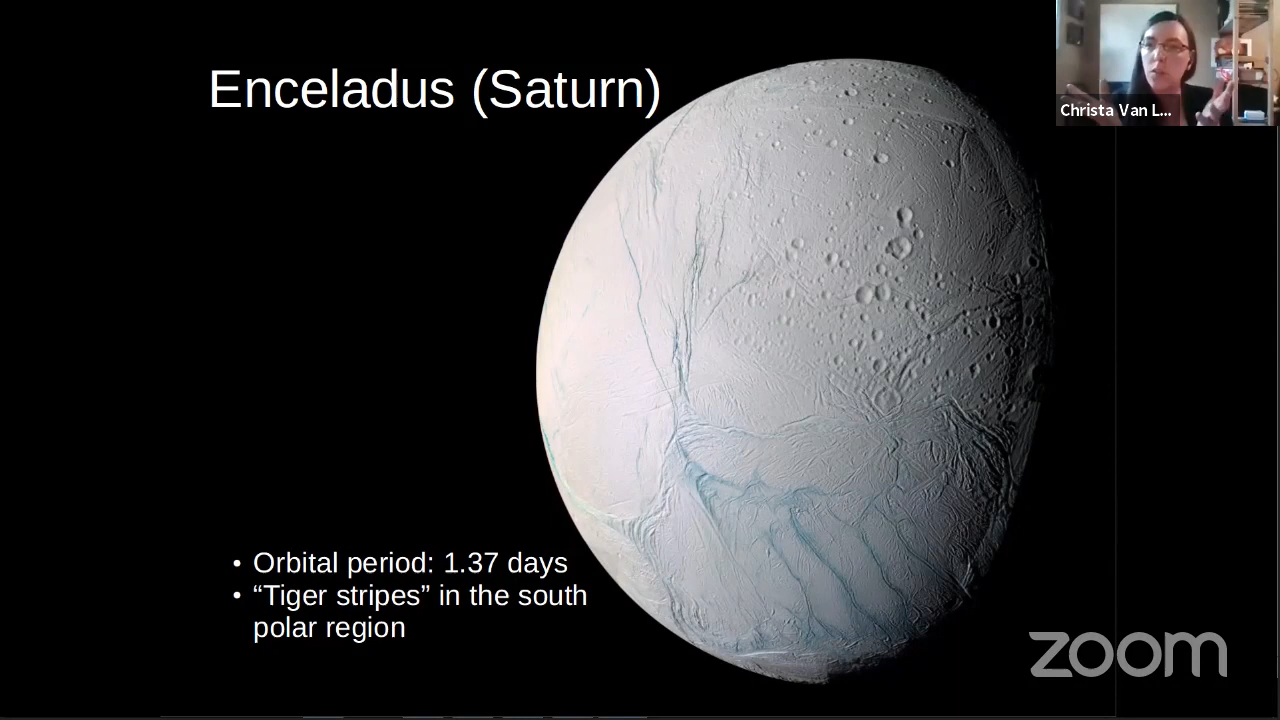 Enceladus (Saturn)
Christa Van L...
• Orbital period: 1.37 days
• “Tiger stripes” in the south
polar region
zoom